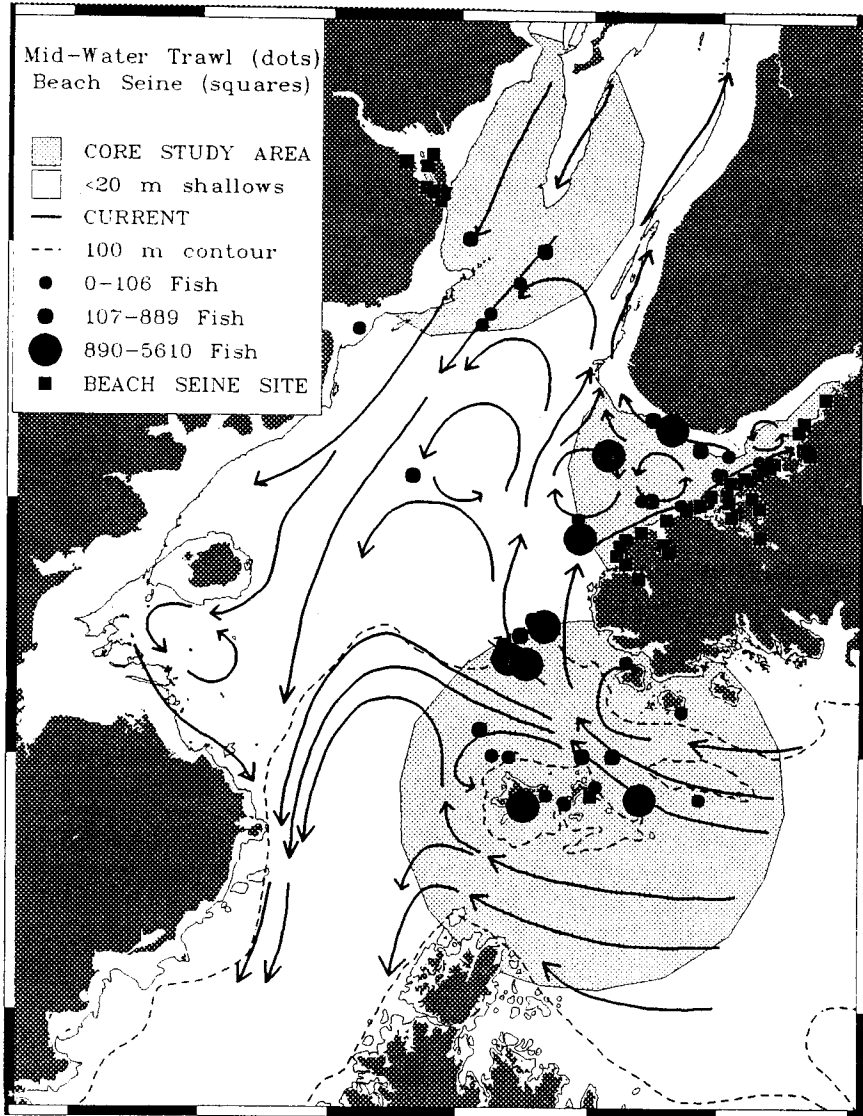 Mid-Water Trawl (dots)
Beach Seine (squares)
CORE STUDY AREA
<20 m shallows
CURRENT
100 m contour
0-106 Fish
107-889 Fish
890-5610 Fish
BEACH SEINE SITE